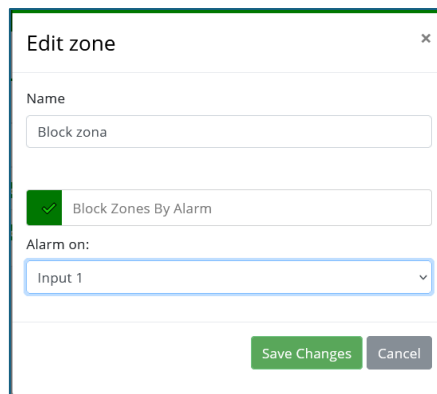 Edit zone ×
Name
Block zona
Block Zones By Alarm
Alarm on:
Input 1
Save Changes Cancel